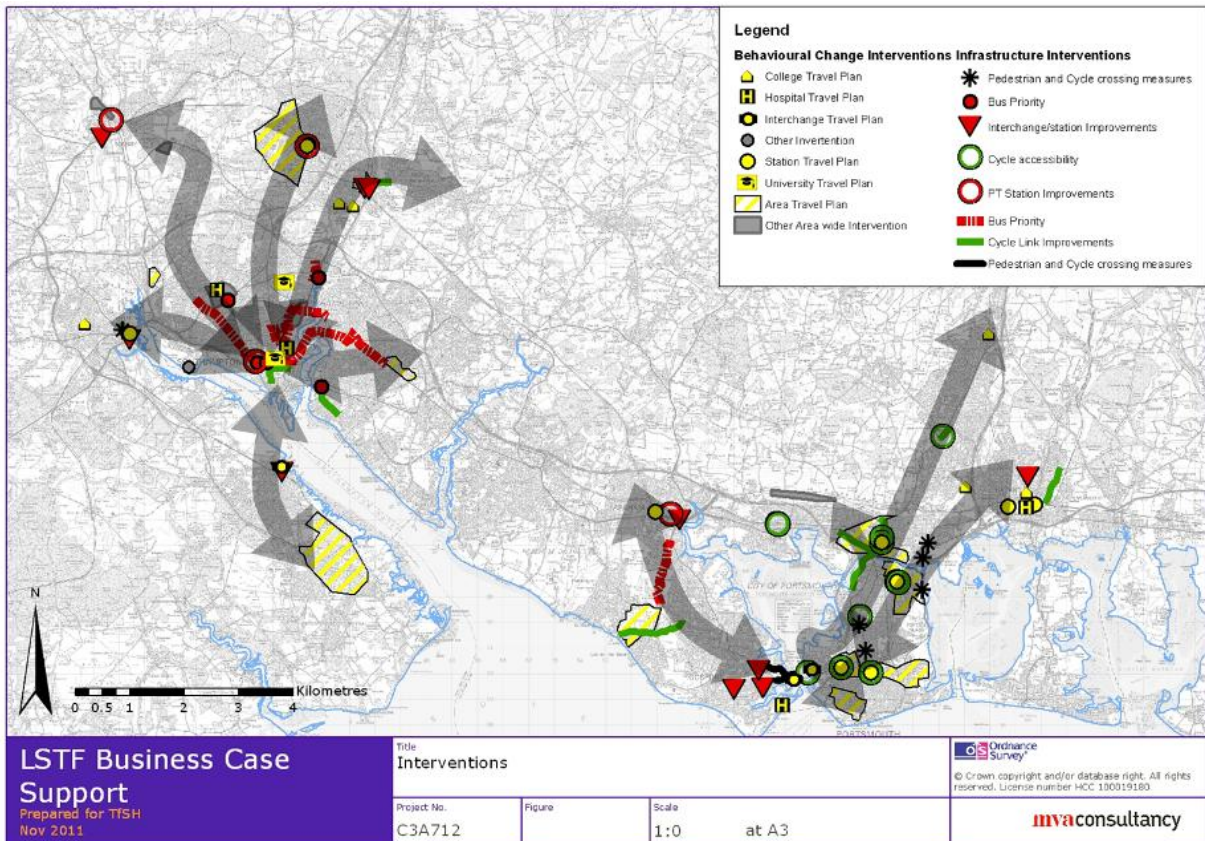 Legend
Behavioural Change Interventions
College Travel Plan
Hospital Travel Plan
Interchange Travel Plan
Other Invertention
Station Travel Plan
University Travel Plan
Area Travel Plan
Other Area wide Intervention
Infrastructure Interventions
Pedestrian and Cycle crossing measures
Bus Priority
Interchange/station Improvements
Cycle accessibility
PT Station Improvements
Bus Priority
Cycle Link Improvements
Pedestrian and Cycle crossing measures
CITY OF PORTSMOUTH
PORTSMOUTH
N
Kilometres
0 0.5 1 2 3 4
LSTF Business Case
Support
Prepared for TfSH
Nov 2011
Title
Interventions
Project No.
C3A712
Figure
Scale
1:0 at A3
OS Ordnance
Survey®
© Crown copyright and/or database right. All rights
reserved. License number HCC 100019180
mvaconsultancy